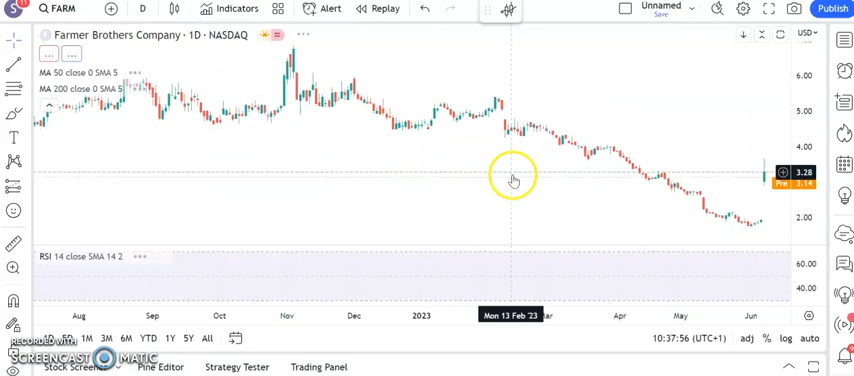 S 11 FARM D Indicators Alert Replay Unnamed Save Publish
Farmer Brothers Company · 1D · NASDAQ USD
... ...
MA 50 close 0 SMA 5
MA 200 close 0 SMA 5
6.00
5.00
4.00
3.28
Pre 3.14
2.00
RSI 14 close SMA 14 2
60.00
40.00
Aug Sep Oct Nov Dec 2023 Mon 13 Feb '23 Mar Apr May Jun
1D 5D 1M 3M 6M YTD 1Y 5Y All 10:37:56 (UTC+1) adj % log auto
RECORDED WITH
SCREENCAST MATIC
Stock Screener Pine Editor Strategy Tester Trading Panel